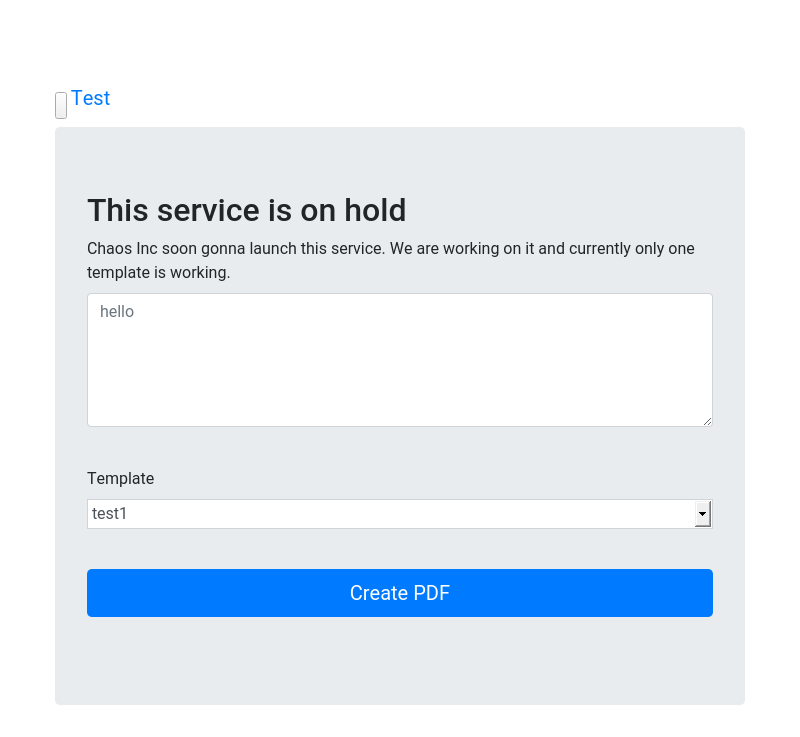 Test
This service is on hold
Chaos Inc soon gonna launch this service. We are working on it and currently only one
template is working.
hello
Template
test1
Create PDF